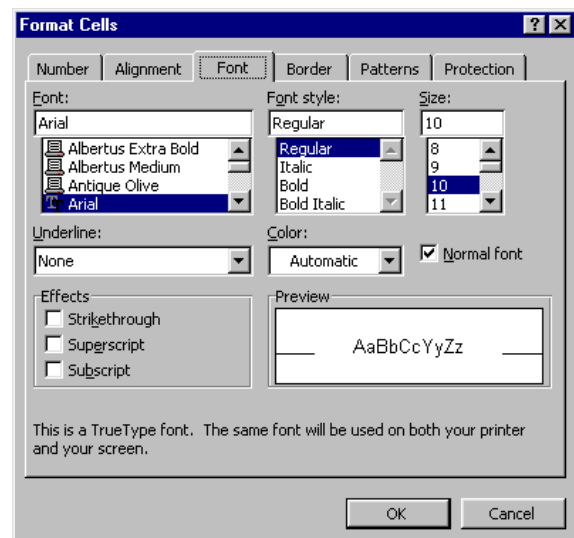 Format Cells
Number Alignment Font Border Patterns Protection
Font: Font style: Size:
Arial Regular 10
Albertus Extra Bold Regular 8
Albertus Medium Italic 9
Antique Olive Bold 10
Arial Bold Italic 11
Underline: Color:
None Automatic Normal font
Effects Preview
Strikethrough
Superscript AaBbCcYyZz
Subscript
This is a TrueType font. The same font will be used on both your printer
and your screen.
OK Cancel